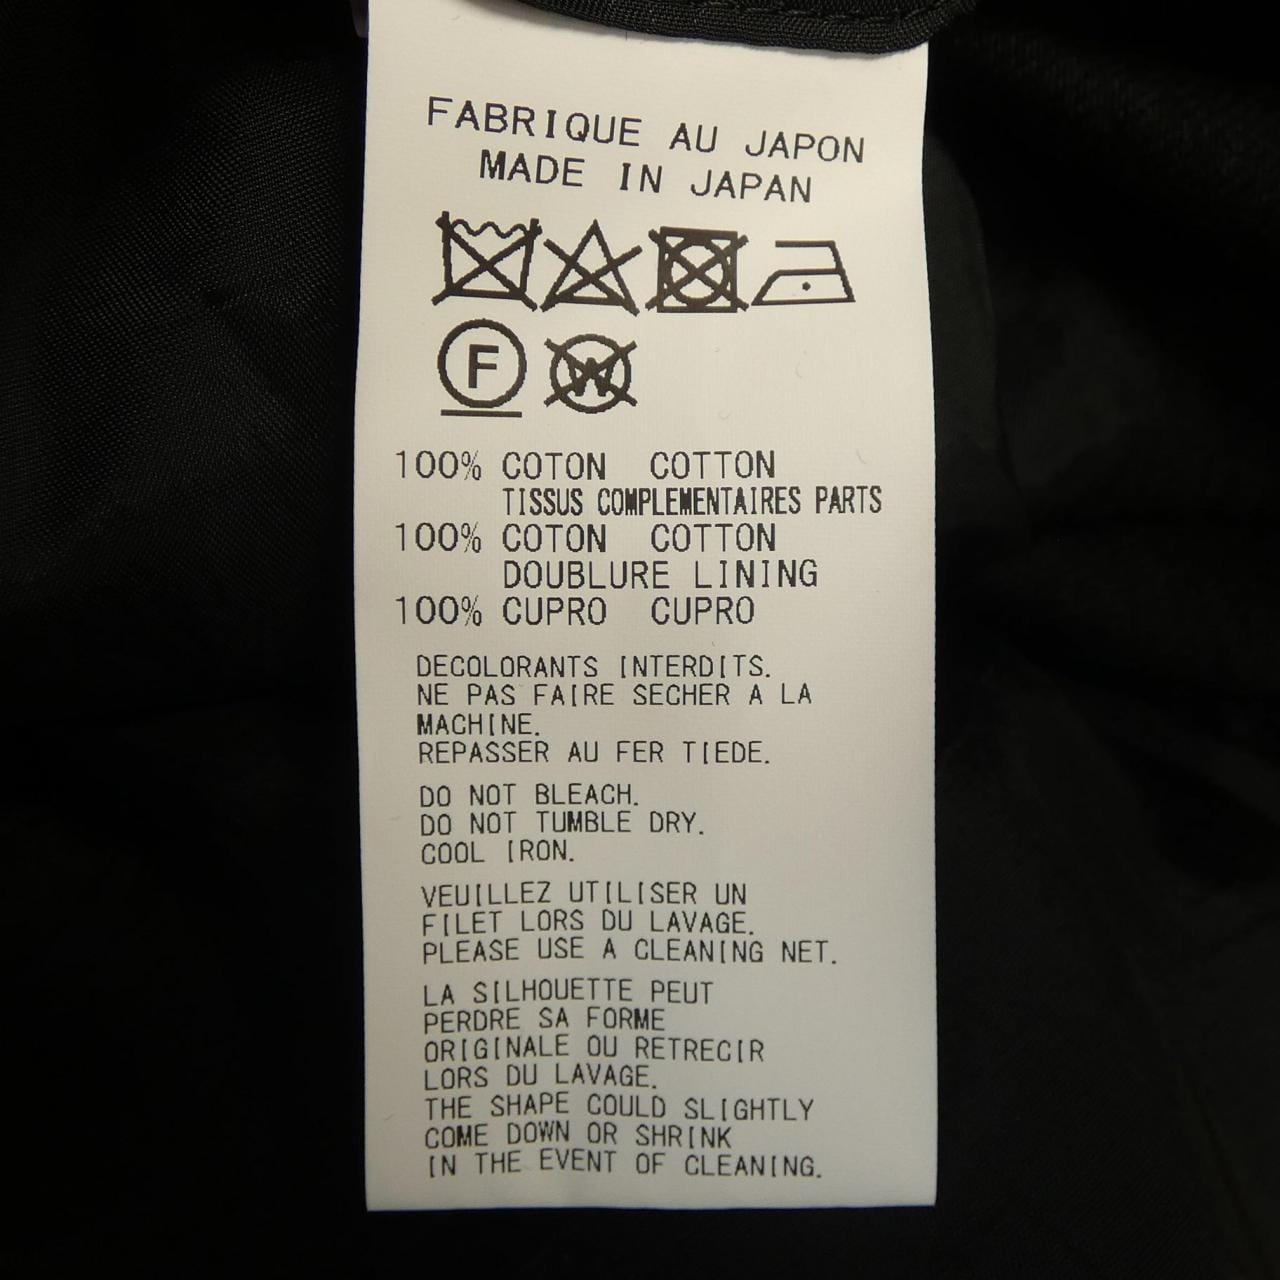 FABRIQUE AU JAPON
MADE IN JAPAN
F W
100% COTON COTTON
TISSUS COMPLEMENTAIRES PARTS
100% COTON COTTON
DOUBLURE LINING
100% CUPRO CUPRO
DECOLORANTS INTERDITS.
NE PAS FAIRE SECHER A LA
MACHINE.
REPASSER AU FER TIEDE.
DO NOT BLEACH.
DO NOT TUMBLE DRY.
COOL IRON.
VEUILLEZ UTILISER UN
FILET LORS DU LAVAGE.
PLEASE USE A CLEANING NET.
LA SILHOUETTE PEUT
PERDRE SA FORME
ORIGINALE OU RETRECIR
LORS DU LAVAGE.
THE SHAPE COULD SLIGHTLY
COME DOWN OR SHRINK
IN THE EVENT OF CLEANING.